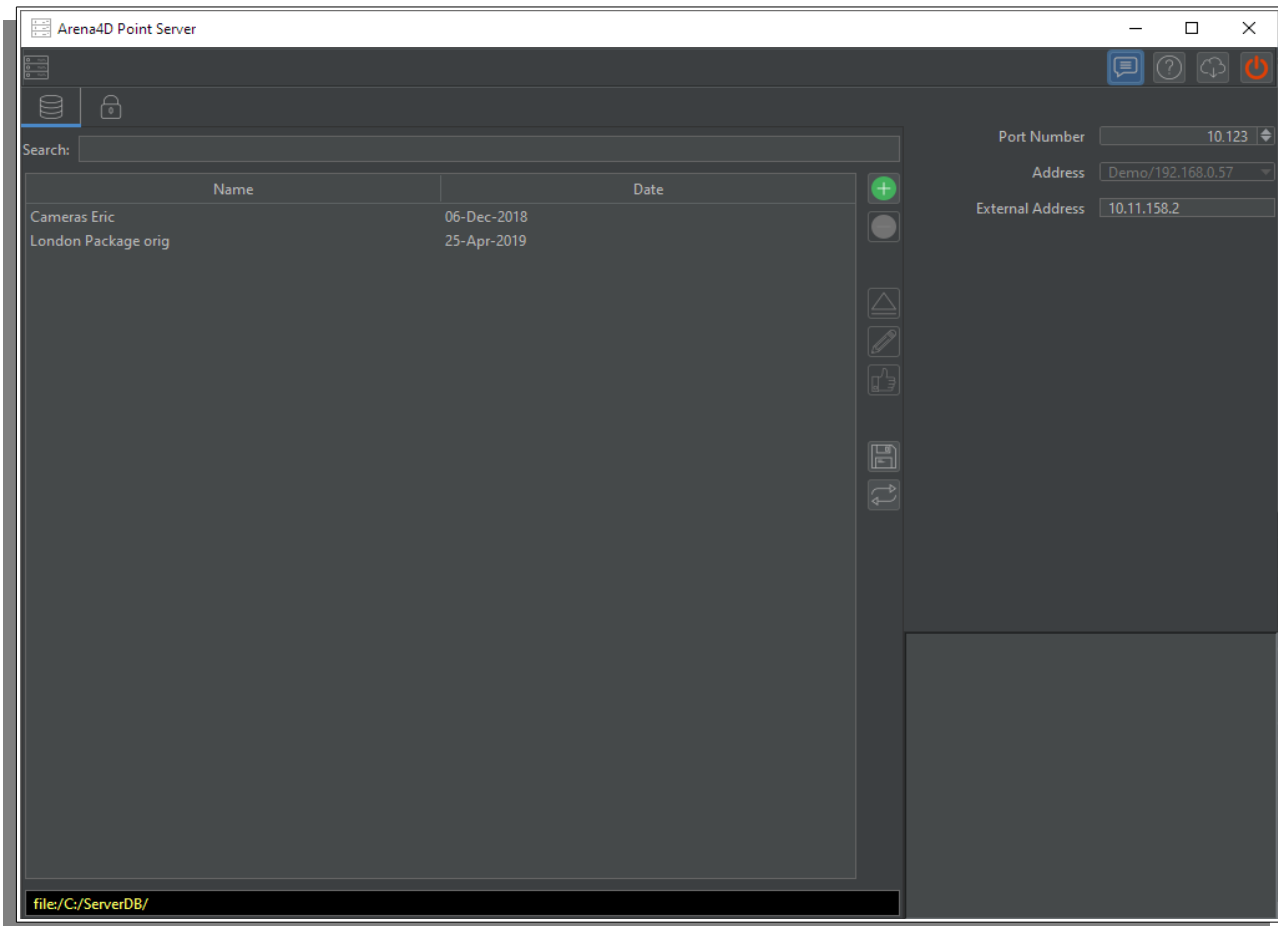 Arena4D Point Server
Search:
Name Date
Cameras Eric 06-Dec-2018
London Package orig 25-Apr-2019
Port Number 10.123
Address Demo/192.168.0.57
External Address 10.11.158.2
file:/C:/ServerDB/